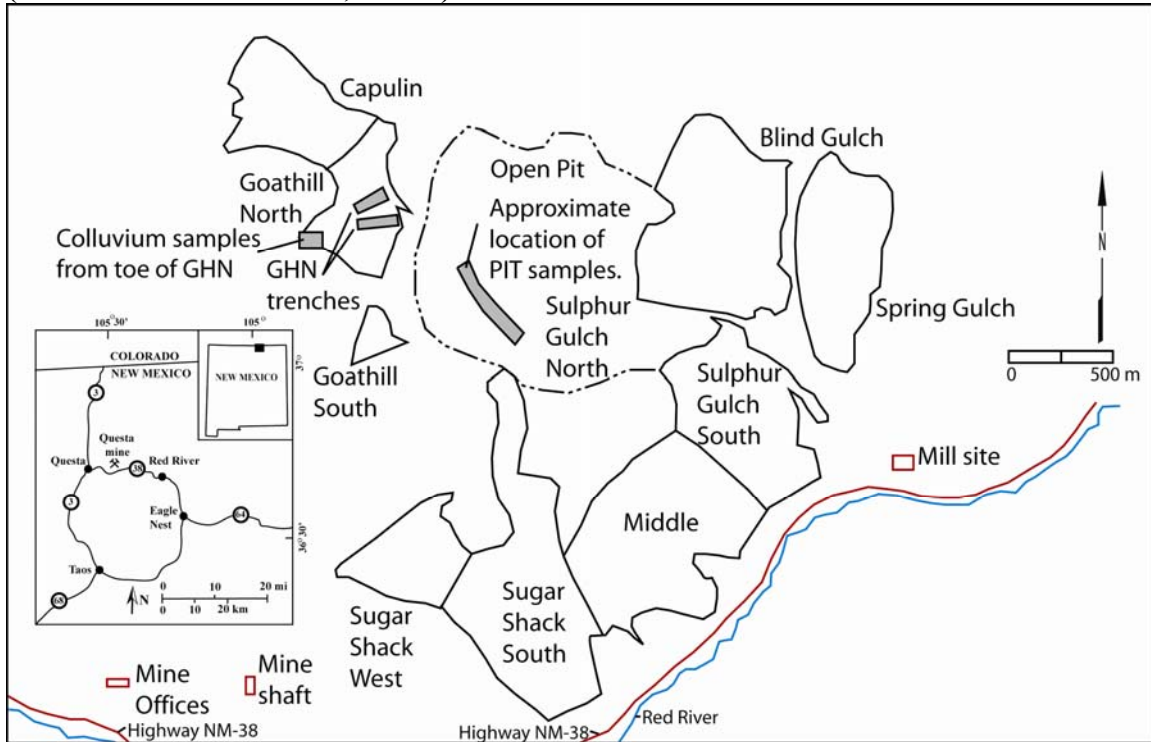 Capulin
Blind Gulch
Open Pit
Goathill
North
Approximate
location of
PIT samples.
Colluvium samples
from toe of GHN
GHN
trenches
Sulphur
Gulch
North
Spring Gulch
N
0 500 m
Goathill
South
Sulphur
Gulch
South
Mill site
Middle
Sugar
Shack
West
Sugar
Shack
South
Mine
Offices
Mine
shaft
Highway NM-38
Highway NM-38
Red River
105°30'
105°
COLORADO
NEW MEXICO
NEW MEXICO
37°
3
Questa
mine
Questa
38
Red River
3
Eagle
Nest
64
36°30'
Taos
68
N
0 10 20 mi
0 10 20 km